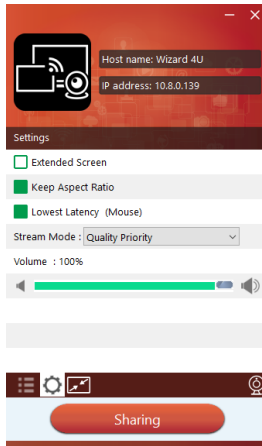 Host name: Wizard 4U
IP address: 10.8.0.139
Settings
Extended Screen
Keep Aspect Ratio
Lowest Latency (Mouse)
Stream Mode : Quality Priority
Volume : 100%
Sharing